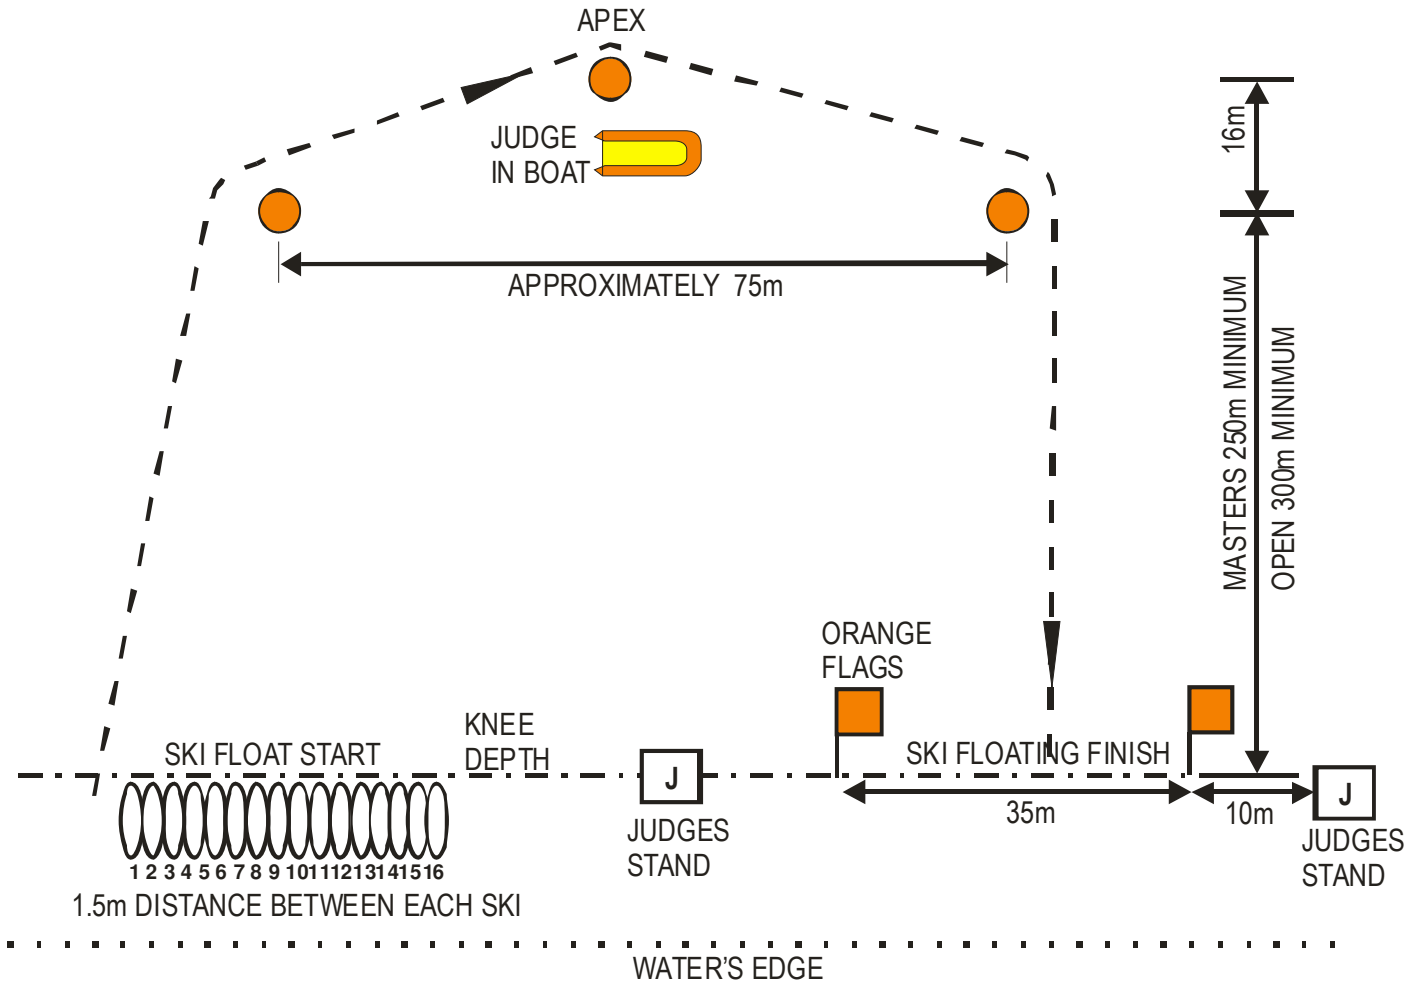 APEX
JUDGE
IN BOAT
16m
APPROXIMATELY 75m
MASTERS 250m MINIMUM
OPEN 300m MINIMUM
ORANGE
FLAGS
KNEE
DEPTH
SKI FLOAT START
SKI FLOATING FINISH
J
JUDGES
STAND
35m
10m
J
JUDGES
STAND
1 2 3 4 5 6 7 8 9 10 11 12 13 14 15 16
1.5m DISTANCE BETWEEN EACH SKI
WATER'S EDGE